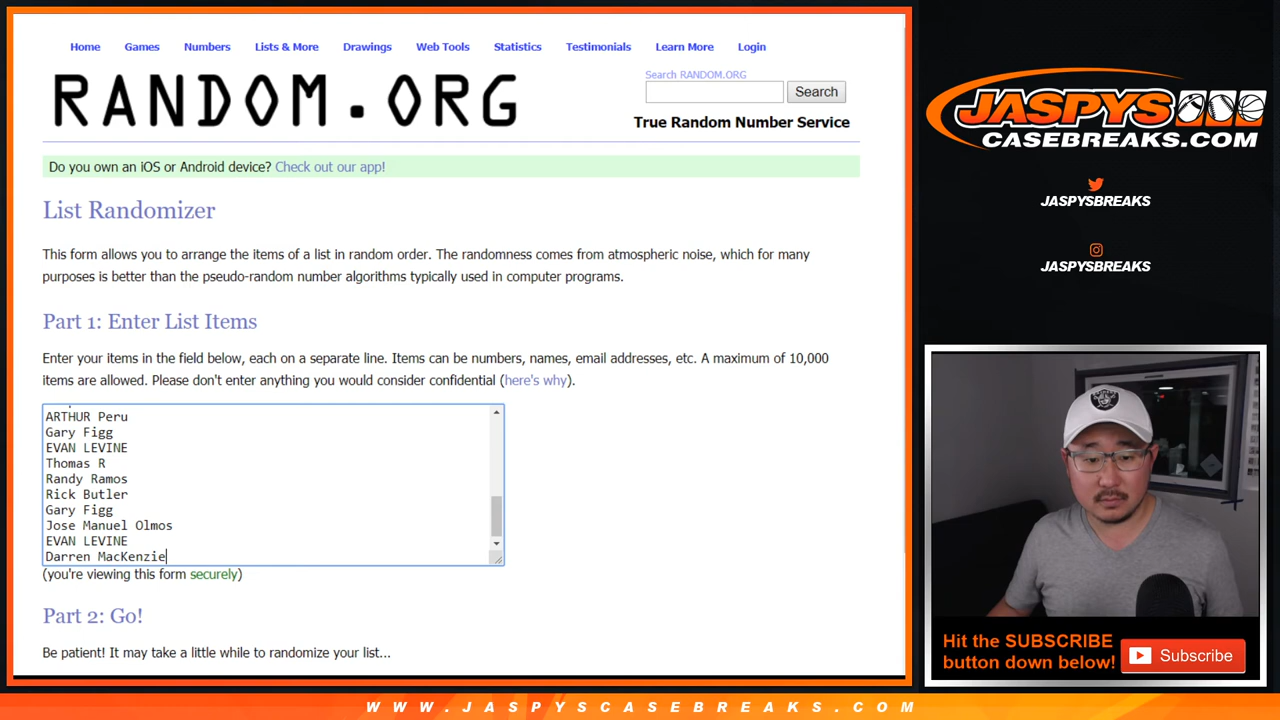 Home Games Numbers Lists & More Drawings Web Tools Statistics Testimonials Learn More Login
RANDOM.ORG
Search RANDOM.ORG
Search
True Random Number Service
Do you own an iOS or Android device? Check out our app!
List Randomizer
This form allows you to arrange the items of a list in random order. The randomness comes from atmospheric noise, which for many
purposes is better than the pseudo-random number algorithms typically used in computer programs.
Part 1: Enter List Items
Enter your items in the field below, each on a separate line. Items can be numbers, names, email addresses, etc. A maximum of 10,000
items are allowed. Please don't enter anything you would consider confidential (here's why).
ARTHUR Peru
Gary Figg
EVAN LEVINE
Thomas R
Randy Ramos
Rick Butler
Gary Figg
Jose Manuel Olmos
EVAN LEVINE
Darren MacKenzie
(you're viewing this form securely)
Part 2: Go!
Be patient! It may take a little while to randomize your list...
JASPYS
CASEBREAKS.COM
JASPYSBREAKS
JASPYSBREAKS
Hit the SUBSCRIBE
button down below!
Subscribe
WWW.JASPYSCASEBREAKS.COM